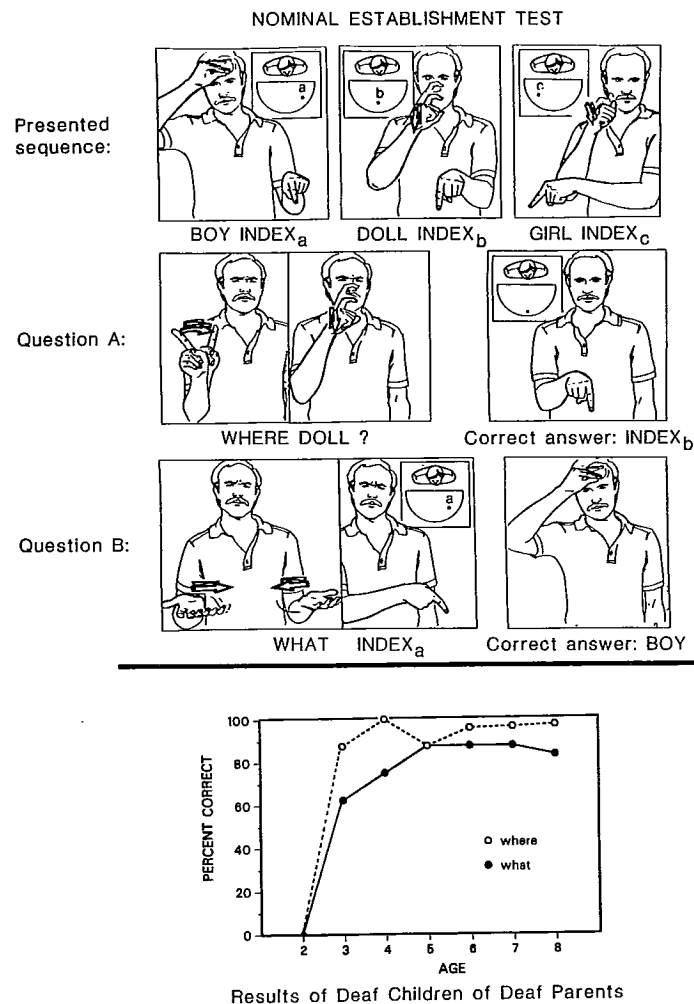 NOMINAL ESTABLISHMENT TEST
Presented sequence:
a
b
c
BOY INDEXa
DOLL INDEXb
GIRL INDEXc
Question A:
WHERE DOLL ?
Correct answer: INDEXb
Question B:
a
WHAT INDEXa
Correct answer: BOY
PERCENT CORRECT
100
80
60
40
20
0
where
what
2 3 4 5 6 7 8
AGE
Results of Deaf Children of Deaf Parents